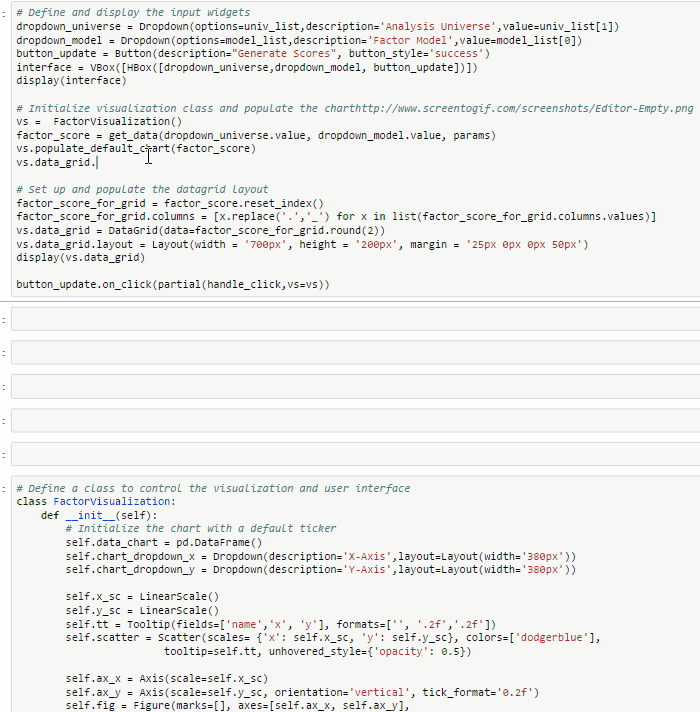 : # Define and display the input widgets
dropdown_universe = Dropdown(options=univ_list,description='Analysis Universe',value=univ_list[1])
dropdown_model = Dropdown(options=model_list,description='Factor Model',value=model_list[0])
button_update = Button(description="Generate Scores", button_style='success')
interface = VBox([HBox([dropdown_universe,dropdown_model, button_update])])
display(interface)
# Initialize visualization class and populate the charthttp://www.screentogif.com/screenshots/Editor-Empty.png
vs =  FactorVisualization()
factor_score = get_data(dropdown_universe.value, dropdown_model.value, params)
vs.populate_default_chart(factor_score)
vs.data_grid.
# Set up and populate the datagrid layout
factor_score_for_grid = factor_score.reset_index()
factor_score_for_grid.columns = [x.replace('.','_') for x in list(factor_score_for_grid.columns.values)]
vs.data_grid = DataGrid(data=factor_score_for_grid.round(2))
vs.data_grid.layout = Layout(width = '700px', height = '200px', margin = '25px 0px 0px 50px')
display(vs.data_grid)
button_update.on_click(partial(handle_click,vs=vs))
:
:
:
:
:
: # Define a class to control the visualization and user interface
class FactorVisualization:
    def __init__(self):
        # Initialize the chart with a default ticker
        self.data_chart = pd.DataFrame()
        self.chart_dropdown_x = Dropdown(description='X-Axis',layout=Layout(width='380px'))
        self.chart_dropdown_y = Dropdown(description='Y-Axis',layout=Layout(width='380px'))
        self.x_sc = LinearScale()
        self.y_sc = LinearScale()
        self.tt = Tooltip(fields=['name','x', 'y'], formats=['', '.2f','.2f'])
        self.scatter = Scatter(scales= {'x': self.x_sc, 'y': self.y_sc}, colors=['dodgerblue'],
                        tooltip=self.tt, unhovered_style={'opacity': 0.5})
        self.ax_x = Axis(scale=self.x_sc)
        self.ax_y = Axis(scale=self.y_sc, orientation='vertical', tick_format='0.2f')
        self.fig = Figure(marks=[], axes=[self.ax_x, self.ax_y],